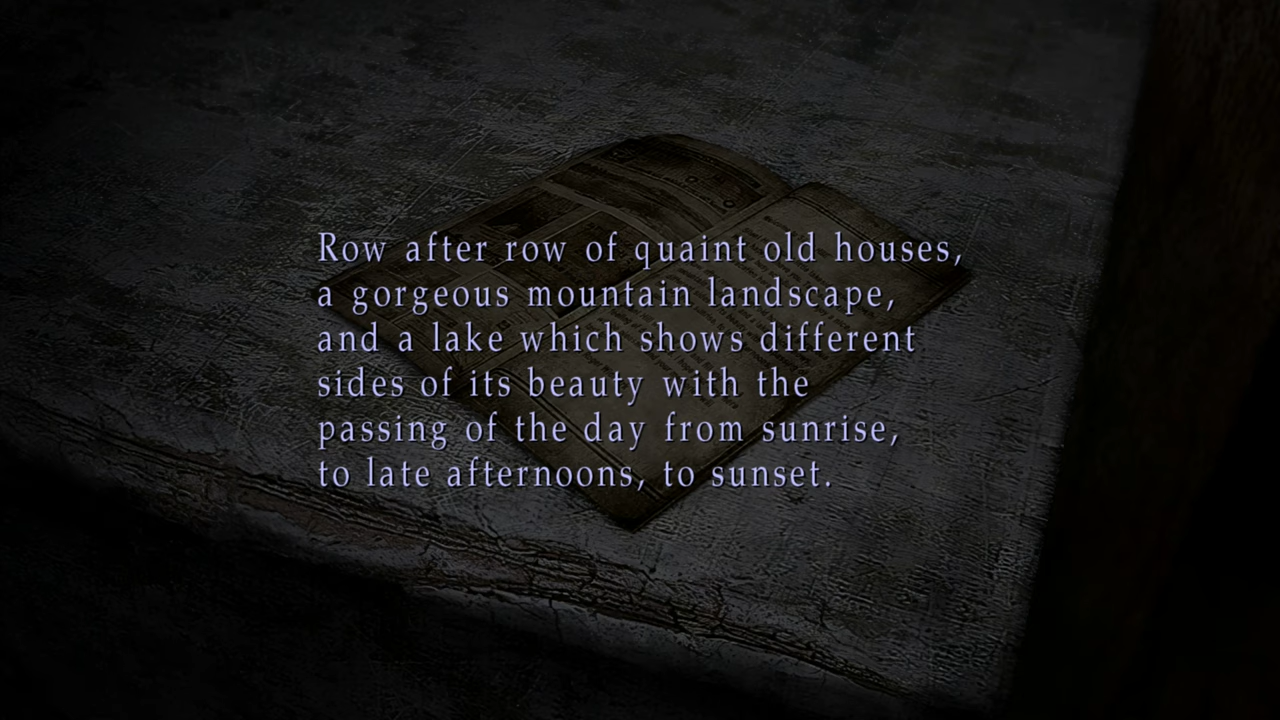 Row after row of quaint old houses,
a gorgeous mountain landscape,
and a lake which shows different
sides of its beauty with the
passing of the day from sunrise,
to late afternoons, to sunset.